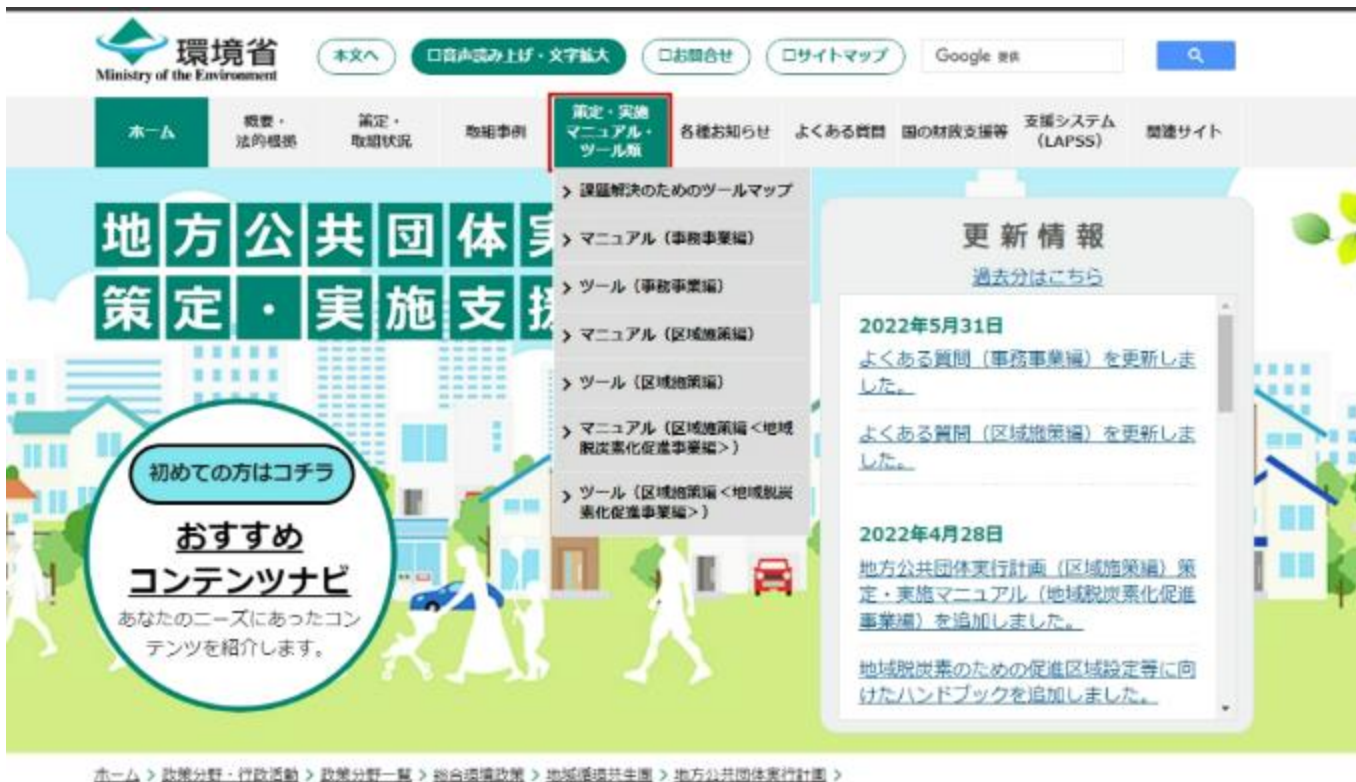 環境省
Ministry of the Environment
本文へ
口音声読み上げ・文字拡大
口お問合せ
口サイトマップ
Google 提供
ホーム
概要・
法的根拠
策定・
取組状況
取組事例
策定・実施
マニュアル・
ツール類
各種お知らせ
よくある質問
国の財政支援等
支援システム
(LAPSS)
関連サイト
› 課題解決のためのツールマップ
› マニュアル（事務事業編）
› ツール（事務事業編）
› マニュアル（区域施策編）
› ツール（区域施策編）
› マニュアル（区域施策編<地域
脱炭素化促進事業編>）
› ツール（区域施策編<地域脱炭
素化促進事業編>）
地方公共団体実
策定・実施支援
初めての方はコチラ
おすすめ
コンテンツナビ
あなたのニーズにあったコン
テンツを紹介します。
更新情報
過去分はこちら
2022年5月31日
よくある質問（事務事業編）を更新しま
した。
よくある質問（区域施策編）を更新しま
した。
2022年4月28日
地方公共団体実行計画（区域施策編）策
定・実施マニュアル（地域脱炭素化促進
事業編）を追加しました。
地域脱炭素のための促進区域設定等に向
けたハンドブックを追加しました。
ホーム > 政策分野・行政活動 > 政策分野一覧 > 総合環境政策 > 地域循環共生圏 > 地方公共団体実行計画 >